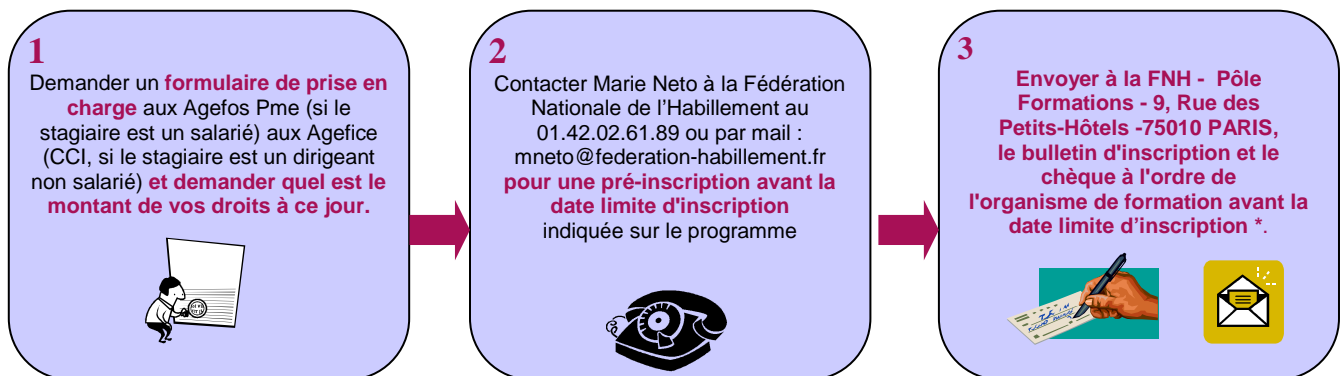 1
Demander un formulaire de prise en
charge aux Agefos Pme (si le
stagiaire est un salarié) aux Agefice
(CCI, si le stagiaire est un dirigeant
non salarié) et demander quel est le
montant de vos droits à ce jour.
2
Contacter Marie Neto à la Fédération
Nationale de l'Habillement au
01.42.02.61.89 ou par mail :
mneto@federation-habillement.fr
pour une pré-inscription avant la
date limite d'inscription
indiquée sur le programme
3
Envoyer à la FNH - Pôle
Formations - 9, Rue des
Petits-Hôtels -75010 PARIS,
le bulletin d'inscription et le
chèque à l'ordre de
l'organisme de formation avant la
date limite d’inscription *.